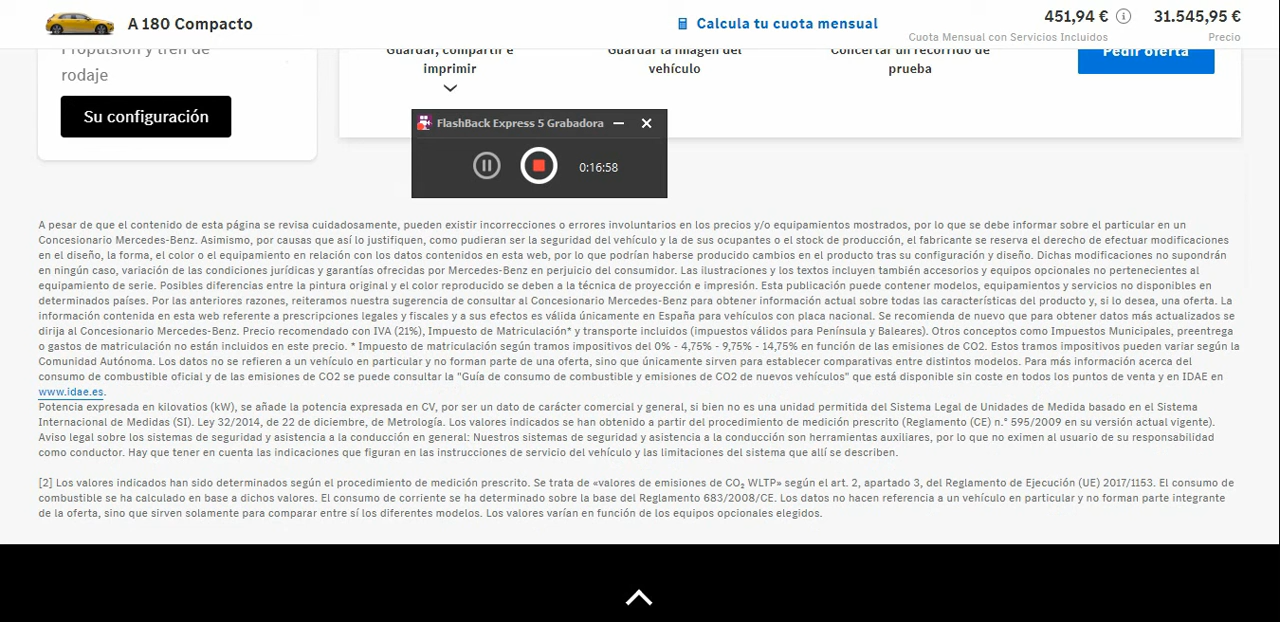 A 180 Compacto
Calcula tu cuota mensual
451,94 €
31.545,95 €
Cuota Mensual con Servicios Incluidos
Precio
Propulsión y tren de
rodaje
Su configuración
Guardar, compartir e
imprimir
Guardar la imagen del
vehículo
Concertar un recorrido de
prueba
Pedir oferta
FlashBack Express 5 Grabadora
0:16:58
A pesar de que el contenido de esta página se revisa cuidadosamente, pueden existir incorrecciones o errores involuntarios en los precios y/o equipamientos mostrados, por lo que se debe informar sobre el particular en un
Concesionario Mercedes-Benz. Asimismo, por causas que así lo justifiquen, como pudieran ser la seguridad del vehículo y la de sus ocupantes o el stock de producción, el fabricante se reserva el derecho de efectuar modificaciones
en el diseño, la forma, el color o el equipamiento en relación con los datos contenidos en esta web, por lo que podrían haberse producido cambios en el producto tras su configuración y diseño. Dichas modificaciones no supondrán
en ningún caso, variación de las condiciones jurídicas y garantías ofrecidas por Mercedes-Benz en perjuicio del consumidor. Las ilustraciones y los textos incluyen también accesorios y equipos opcionales no pertenecientes al
equipamiento de serie. Posibles diferencias entre la pintura original y el color reproducido se deben a la técnica de proyección e impresión. Esta publicación puede contener modelos, equipamientos y servicios no disponibles en
determinados países. Por las anteriores razones, reiteramos nuestra sugerencia de consultar al Concesionario Mercedes-Benz para obtener información actual sobre todas las características del producto y, si lo desea, una oferta. La
información contenida en esta web referente a prescripciones legales y fiscales y a sus efectos es válida únicamente en España para vehículos con placa nacional. Se recomienda de nuevo que para obtener datos más actualizados se
dirija al Concesionario Mercedes-Benz. Precio recomendado con IVA (21%), Impuesto de Matriculación* y transporte incluidos (impuestos válidos para Península y Baleares). Otros conceptos como Impuestos Municipales, preentrega
o gastos de matriculación no están incluidos en este precio. * Impuesto de matriculación según tramos impositivos del 0% - 4,75% - 9,75% - 14,75% en función de las emisiones de CO2. Estos tramos impositivos pueden variar según la
Comunidad Autónoma. Los datos no se refieren a un vehículo en particular y no forman parte de una oferta, sino que únicamente sirven para establecer comparativas entre distintos modelos. Para más información acerca del
consumo de combustible oficial y de las emisiones de CO2 se puede consultar la "Guía de consumo de combustible y emisiones de CO2 de nuevos vehículos" que está disponible sin coste en todos los puntos de venta y en IDAE en
www.idae.es.
Potencia expresada en kilovatios (kW), se añade la potencia expresada en CV, por ser un dato de carácter comercial y general, si bien no es una unidad permitida del Sistema Legal de Unidades de Medida basado en el Sistema
Internacional de Medidas (SI). Ley 32/2014, de 22 de diciembre, de Metrología. Los valores indicados se han obtenido a partir del procedimiento de medición prescrito (Reglamento (CE) n.° 595/2009 en su versión actual vigente).
Aviso legal sobre los sistemas de seguridad y asistencia a la conducción en general: Nuestros sistemas de seguridad y asistencia a la conducción son herramientas auxiliares, por lo que no eximen al usuario de su responsabilidad
como conductor. Hay que tener en cuenta las indicaciones que figuran en las instrucciones de servicio del vehículo y las limitaciones del sistema que allí se describen.
[2] Los valores indicados han sido determinados según el procedimiento de medición prescrito. Se trata de «valores de emisiones de CO₂ WLTP» según el art. 2, apartado 3, del Reglamento de Ejecución (UE) 2017/1153. El consumo de
combustible se ha calculado en base a dichos valores. El consumo de corriente se ha determinado sobre la base del Reglamento 683/2008/CE. Los datos no hacen referencia a un vehículo en particular y no forman parte integrante
de la oferta, sino que sirven solamente para comparar entre sí los diferentes modelos. Los valores varían en función de los equipos opcionales elegidos.